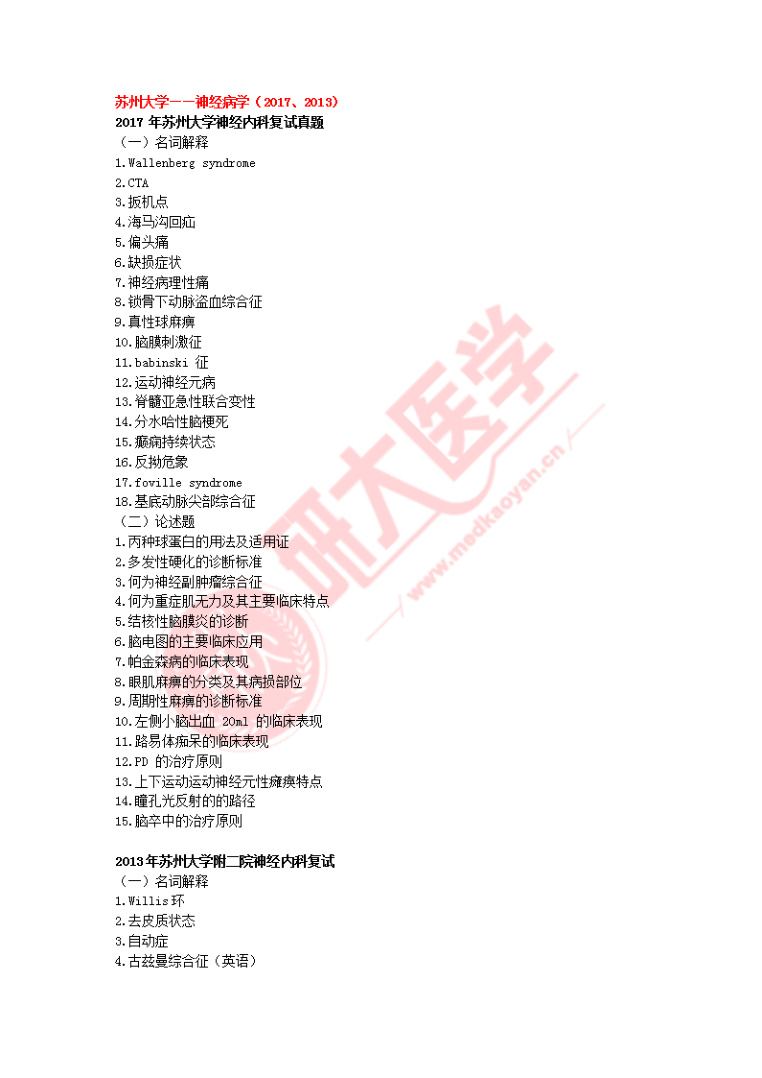 苏州大学——神经病学（2017、2013）
2017 年苏州大学神经内科复试真题
（一）名词解释
1.Wallenberg syndrome
2.CTA
3.扳机点
4.海马沟回疝
5.偏头痛
6.缺损症状
7.神经病理性痛
8.锁骨下动脉盗血综合征
9.真性球麻痹
10.脑膜刺激征
11.babinski 征
12.运动神经元病
13.脊髓亚急性联合变性
14.分水哈性脑梗死
15.癫痫持续状态
16.反拗危象
17.foville syndrome
18.基底动脉尖部综合征
（二）论述题
1.丙种球蛋白的用法及适用证
2.多发性硬化的诊断标准
3.何为神经副肿瘤综合征
4.何为重症肌无力及其主要临床特点
5.结核性脑膜炎的诊断
6.脑电图的主要临床应用
7.帕金森病的临床表现
8.眼肌麻痹的分类及其病损部位
9.周期性麻痹的诊断标准
10.左侧小脑出血 20ml 的临床表现
11.路易体痴呆的临床表现
12.PD 的治疗原则
13.上下运动运动神经元性瘫痪特点
14.瞳孔光反射的的路径
15.脑卒中的治疗原则
2013年苏州大学附二院神经内科复试
（一）名词解释
1.Willis环
2.去皮质状态
3.自动症
4.古兹曼综合征（英语）
研大医学
www.medkaoyan.cn